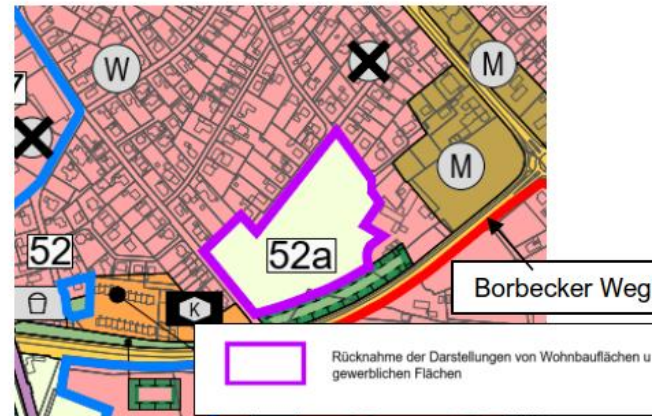 W
M
7
M
52
52a
K
Borbecker Weg
Rücknahme der Darstellungen von Wohnbauflächen u
gewerblichen Flächen